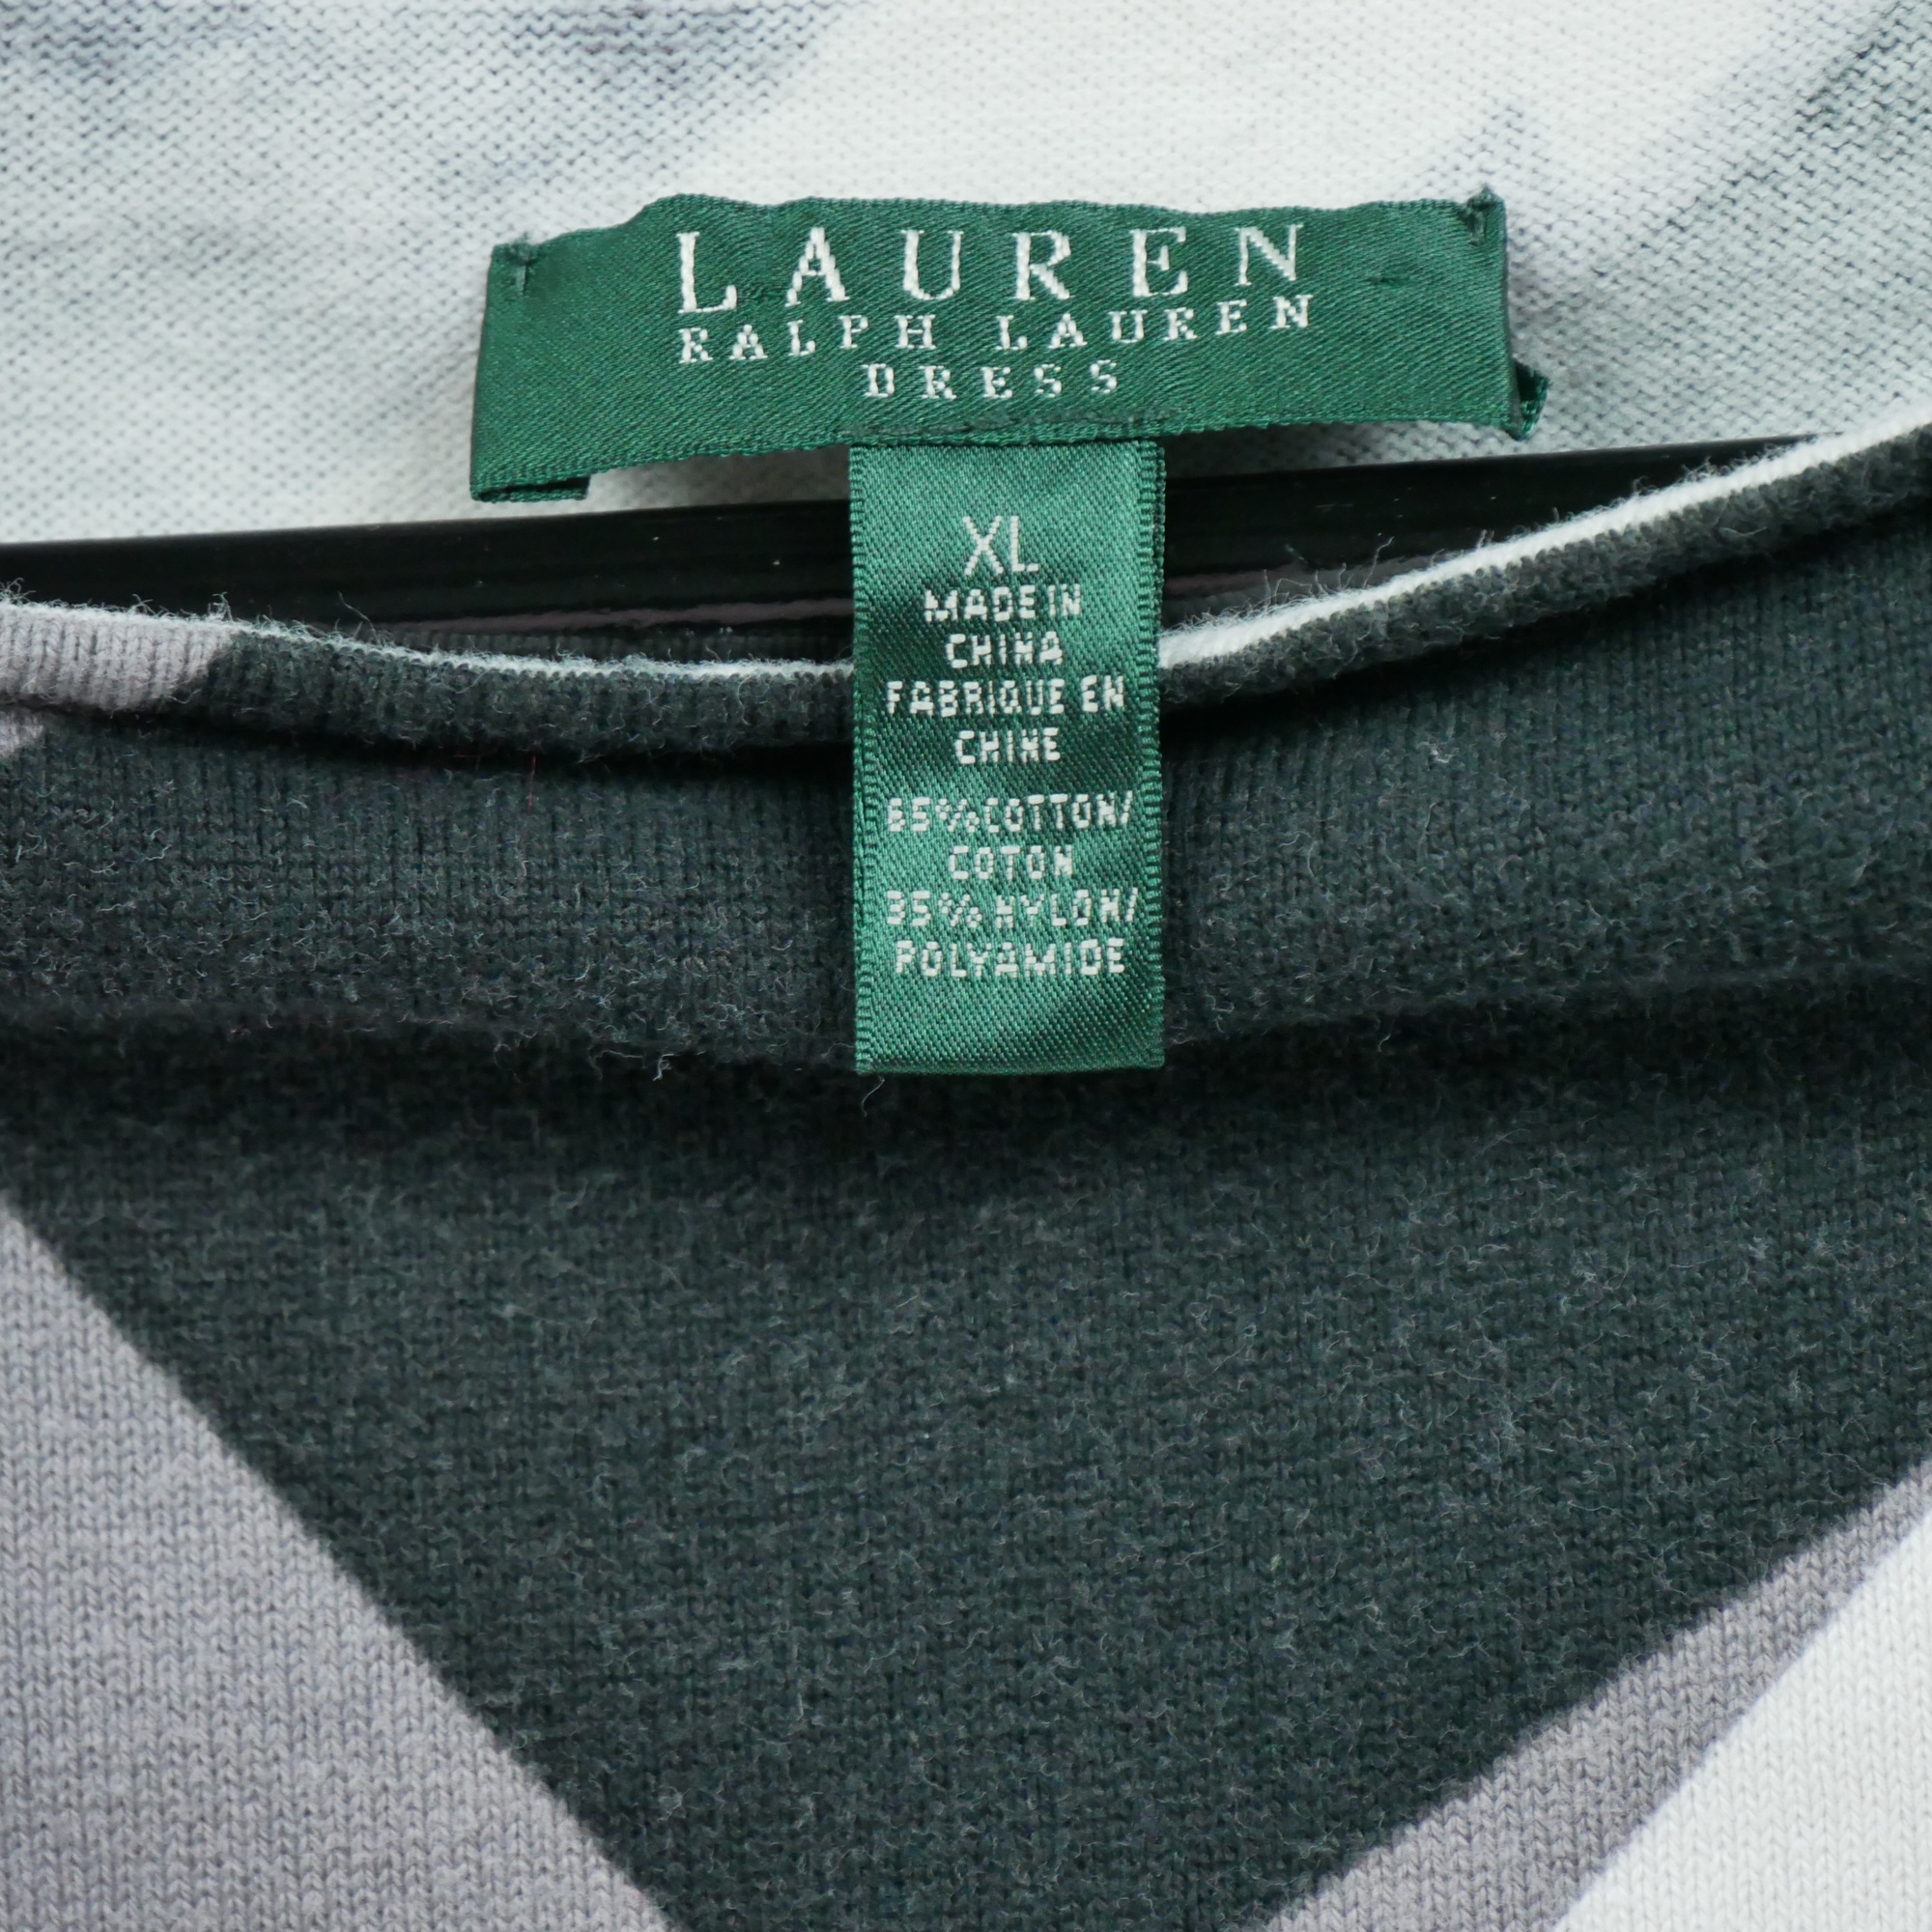 LAUREN
RALPH LAUREN
DRESS
XL
MADE IN
CHINA
FABRIQUE EN
CHINE
65% COTTON/
COTON
35% NYLON/
POLYAMIDE